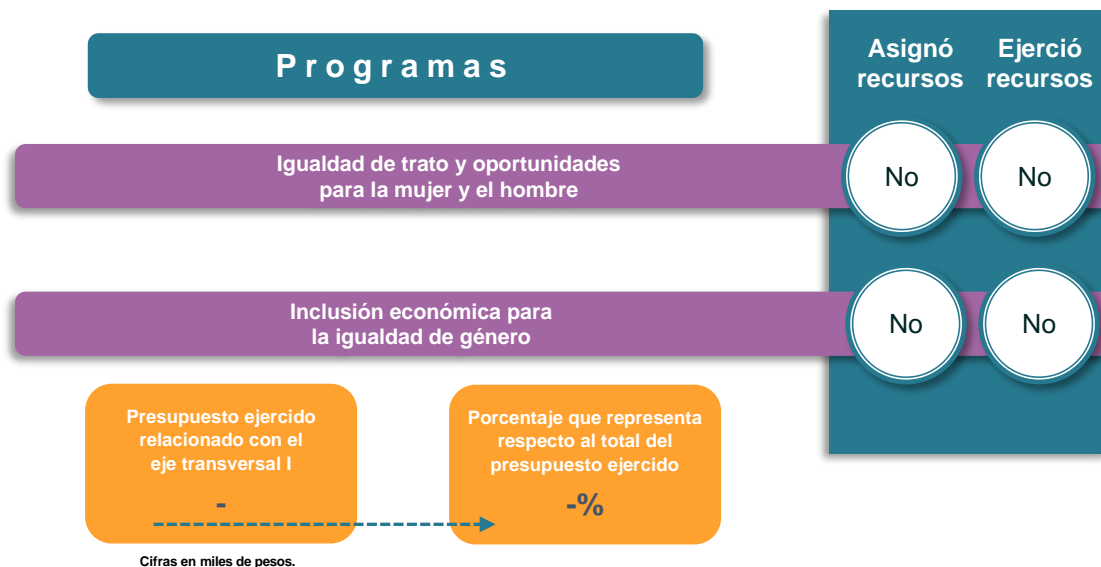 Programas
Asignó
recursos
Ejerció
recursos
Igualdad de trato y oportunidades
para la mujer y el hombre
No
No
Inclusión económica para
la igualdad de género
No
No
Presupuesto ejercido
relacionado con el
eje transversal I
-
Porcentaje que representa
respecto al total del
presupuesto ejercido
-%
Cifras en miles de pesos.